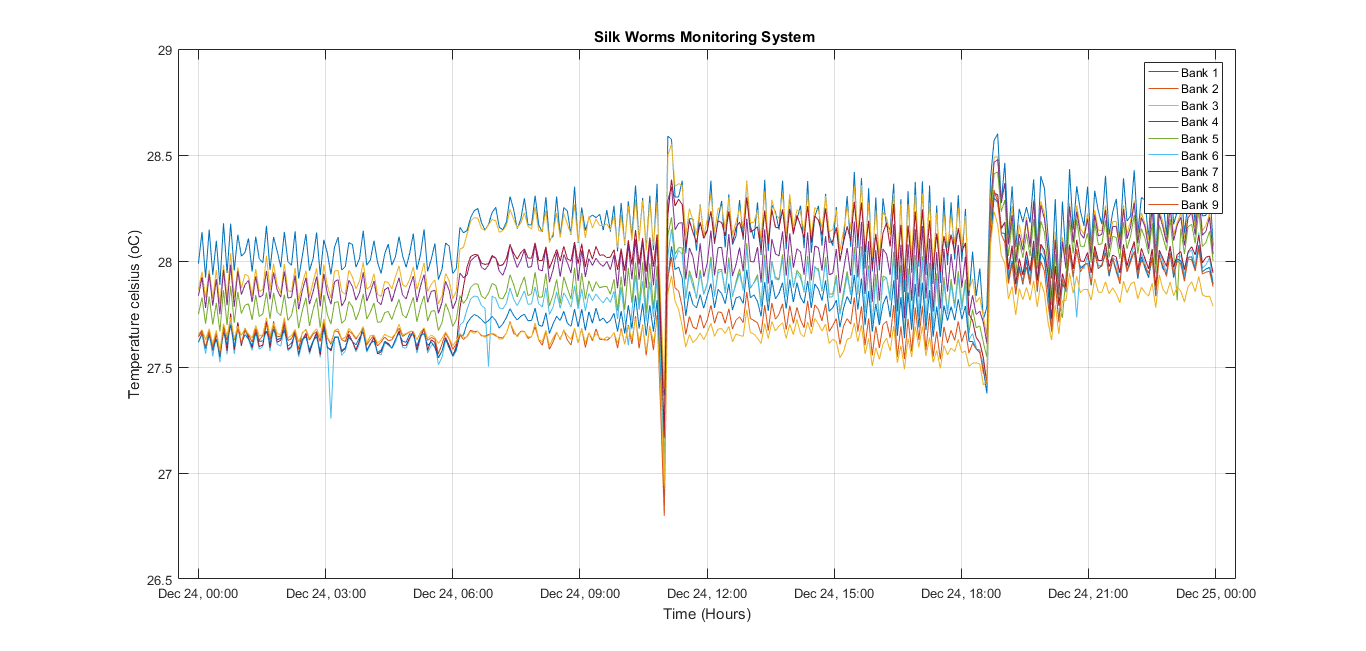 Silk Worms Monitoring System
29
28.5
28
27.5
27
26.5
Temperature celsius (oC)
Bank 1
Bank 2
Bank 3
Bank 4
Bank 5
Bank 6
Bank 7
Bank 8
Bank 9
Dec 24, 00:00 Dec 24, 03:00 Dec 24, 06:00 Dec 24, 09:00 Dec 24, 12:00 Dec 24, 15:00 Dec 24, 18:00 Dec 24, 21:00 Dec 25, 00:00
Time (Hours)